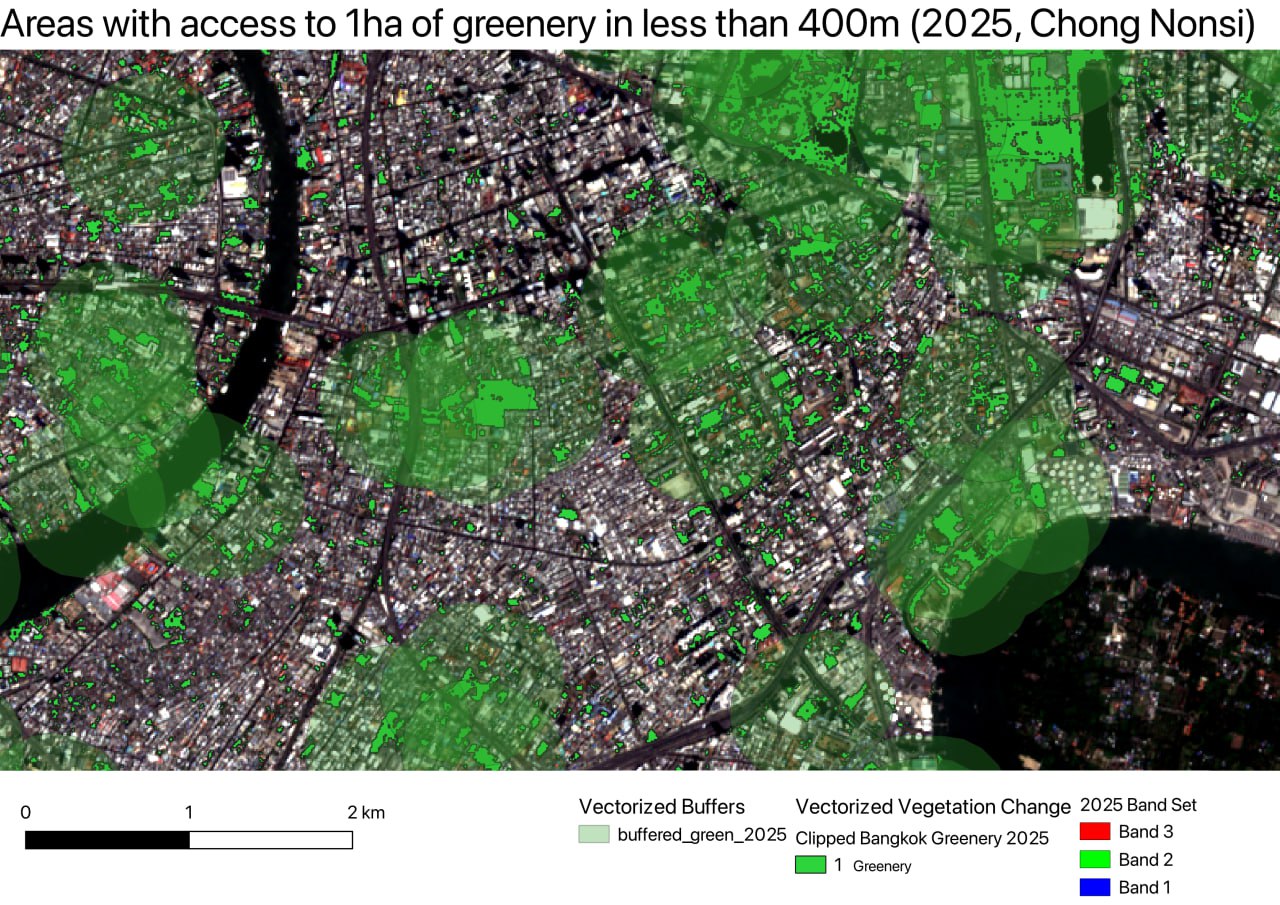 Areas with access to 1ha of greenery in less than 400m (2025, Chong Nonsi)
0 1 2 km
Vectorized Buffers
buffered_green_2025
Vectorized Vegetation Change
Clipped Bangkok Greenery 2025
1 Greenery
2025 Band Set
Band 3
Band 2
Band 1